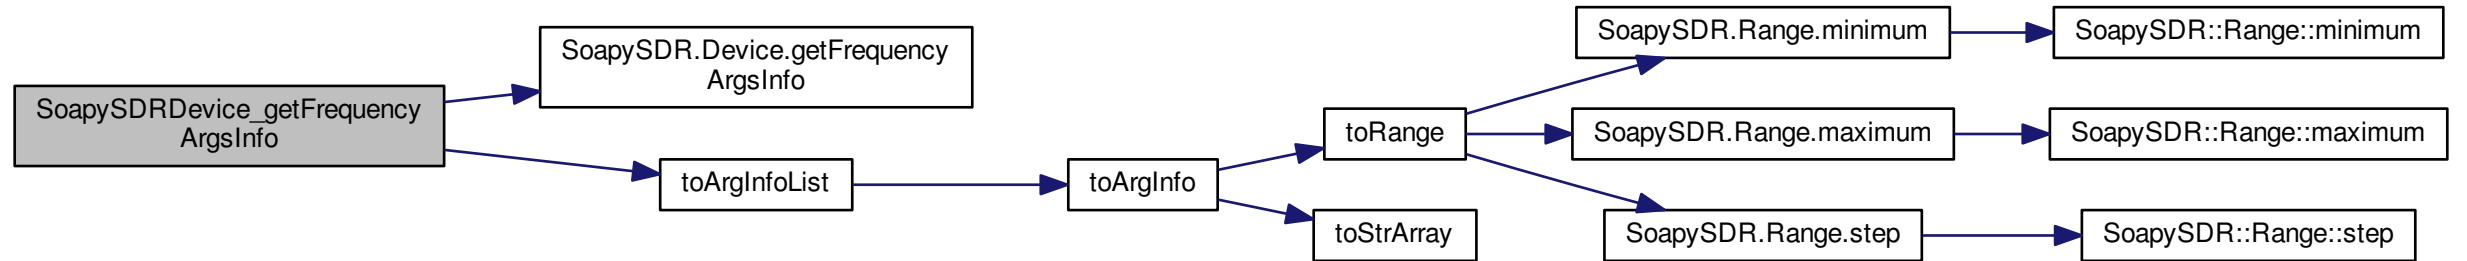 SoapySDRDevice_getFrequency
ArgsInfo
SoapySDR.Device.getFrequency
ArgsInfo
toArgInfoList
toArgInfo
toRange
toStrArray
SoapySDR.Range.minimum
SoapySDR::Range::minimum
SoapySDR.Range.maximum
SoapySDR::Range::maximum
SoapySDR.Range.step
SoapySDR::Range::step